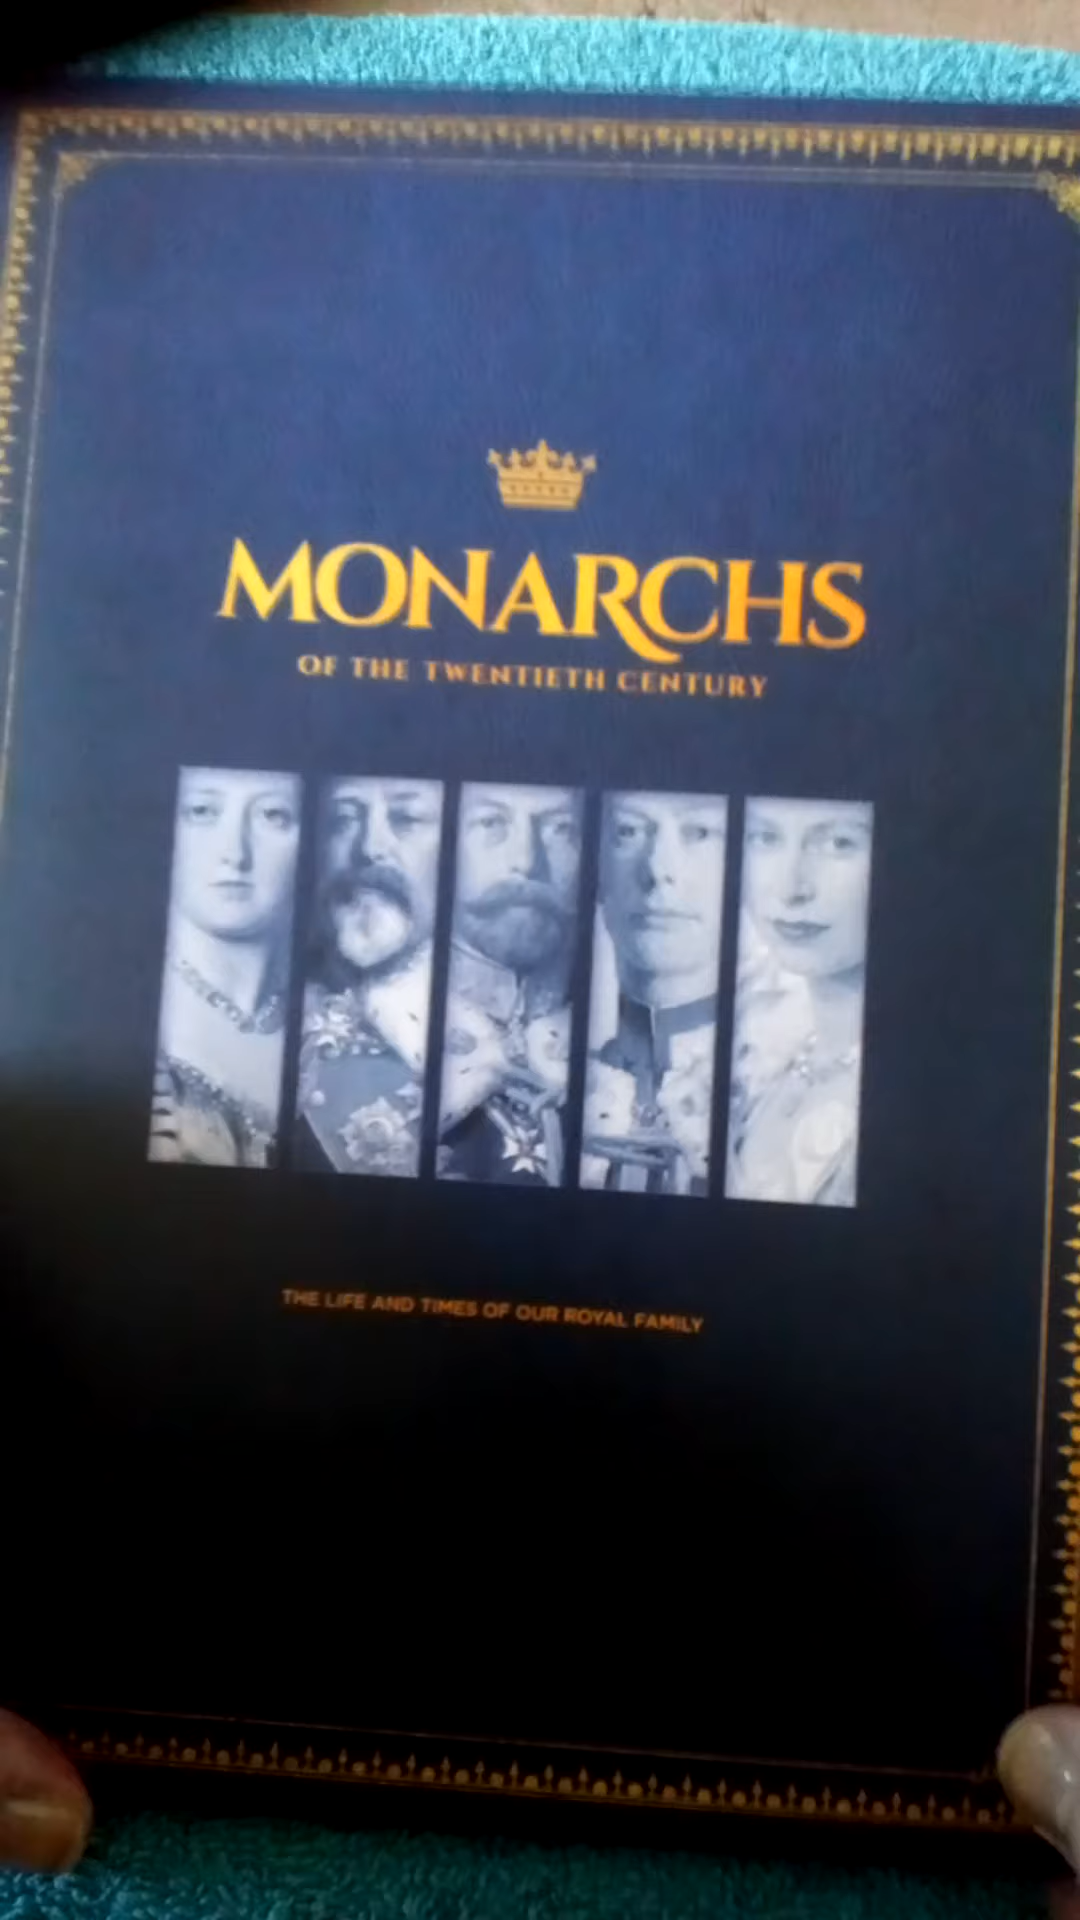 MONARCHS
OF THE TWENTIETH CENTURY
THE LIFE AND TIMES OF OUR ROYAL FAMILY